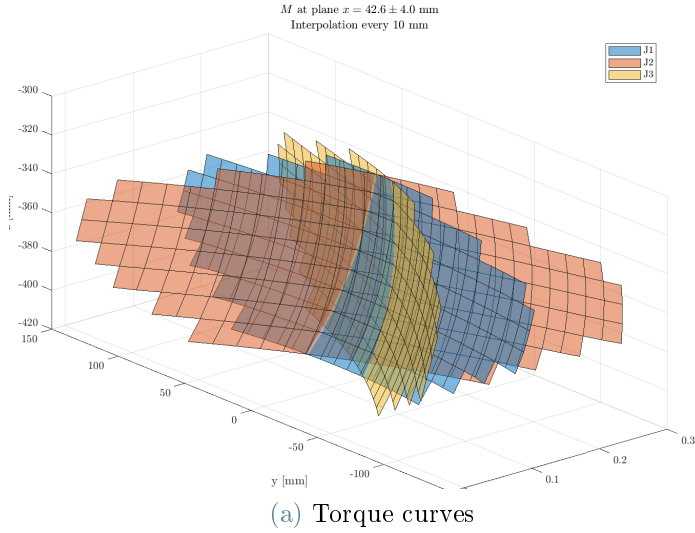 M at plane x = 42.6 ± 4.0 mm
Interpolation every 10 mm
J1
J2
J3
-300
-320
-340
-360
-380
-400
-420
150
100
50
0
-50
-100
y [mm]
0.1
0.2
0.3
(a) Torque curves